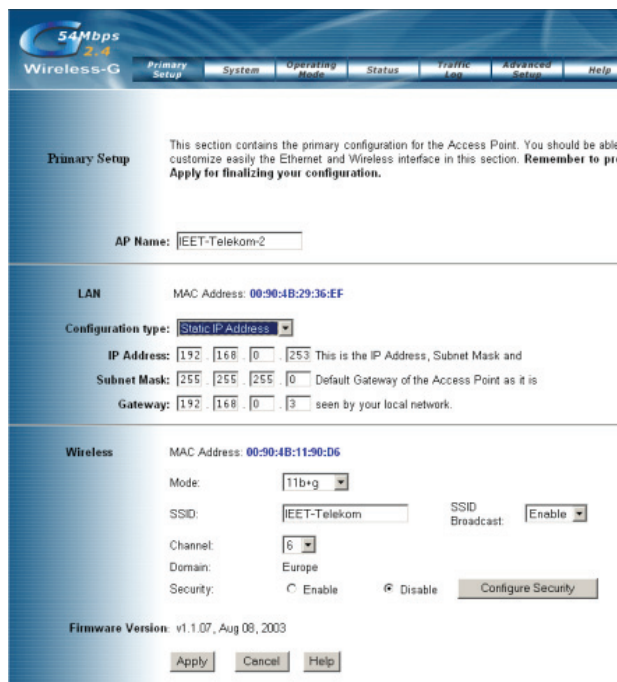 54Mbps
2.4
Wireless-G
Primary Setup
System
Operating Mode
Status
Traffic Log
Advanced Setup
Help
Primary Setup
This section contains the primary configuration for the Access Point. You should be able
customize easily the Ethernet and Wireless interface in this section. Remember to pre
Apply for finalizing your configuration.
AP Name: IEET-Telekom-2
LAN
MAC Address: 00:90:4B:29:36:EF
Configuration type: Static IP Address
IP Address: 192 . 168 . 0 . 253 This is the IP Address, Subnet Mask and
Subnet Mask: 255 . 255 . 255 . 0 Default Gateway of the Access Point as it is
Gateway: 192 . 168 . 0 . 3 seen by your local network.
Wireless
MAC Address: 00:90:4B:11:90:D6
Mode: 11b+g
SSID: IEET-Telekom SSID Broadcast: Enable
Channel: 6
Domain: Europe
Security: Enable Disable Configure Security
Firmware Version: v1.1.07, Aug 08, 2003
Apply Cancel Help